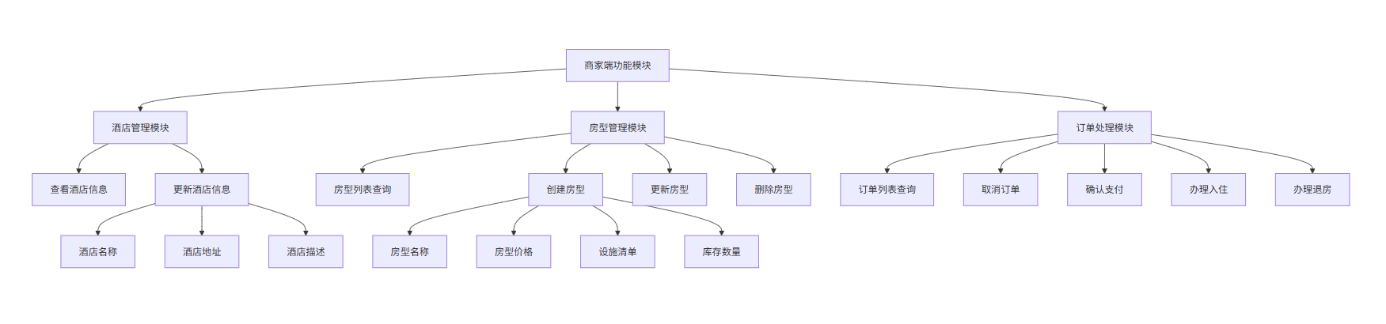 商家端功能模块
酒店管理模块
房型管理模块
订单处理模块
查看酒店信息
更新酒店信息
房型列表查询
创建房型
更新房型
删除房型
订单列表查询
取消订单
确认支付
办理入住
办理退房
酒店名称
酒店地址
酒店描述
房型名称
房型价格
设施清单
库存数量